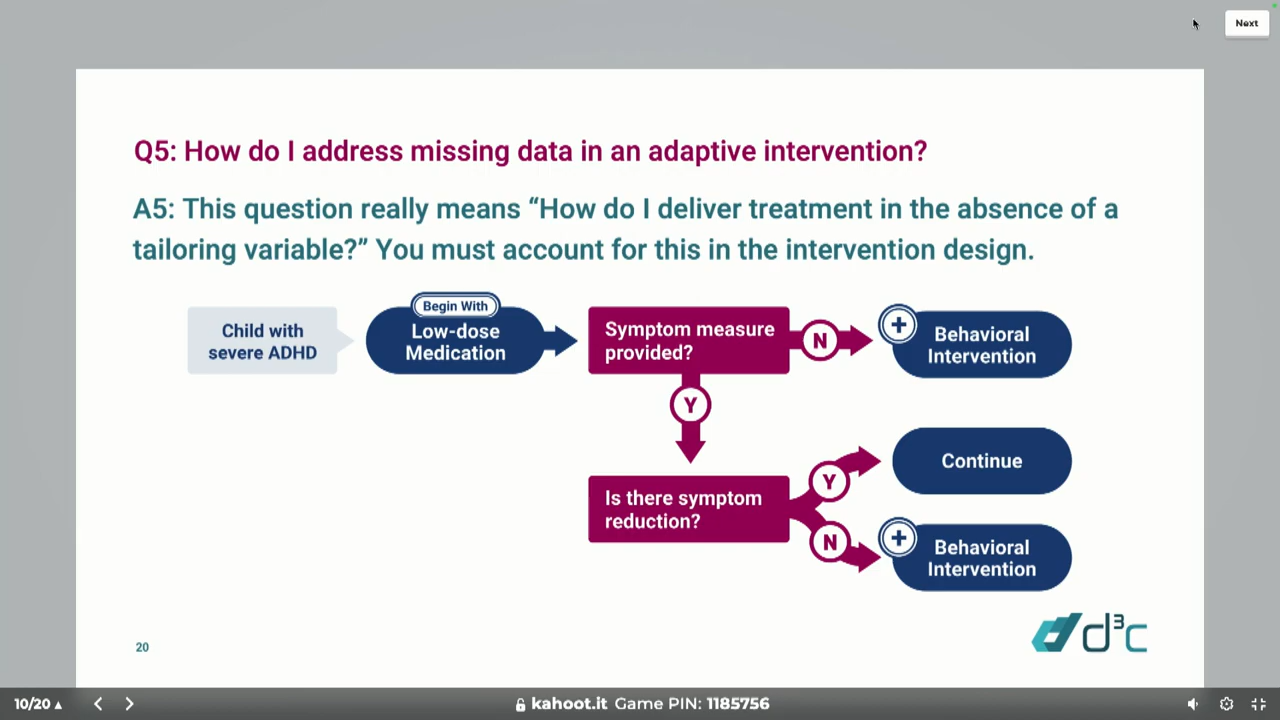 Next
Q5: How do I address missing data in an adaptive intervention?
A5: This question really means “How do I deliver treatment in the absence of a
tailoring variable?” You must account for this in the intervention design.
Child with
severe ADHD
Begin With
Low-dose
Medication
Symptom measure
provided?
N
+
Behavioral
Intervention
Y
Is there symptom
reduction?
Y
Continue
N
+
Behavioral
Intervention
20
d³c
10/20 ▲
kahoot.it Game PIN: 1185756